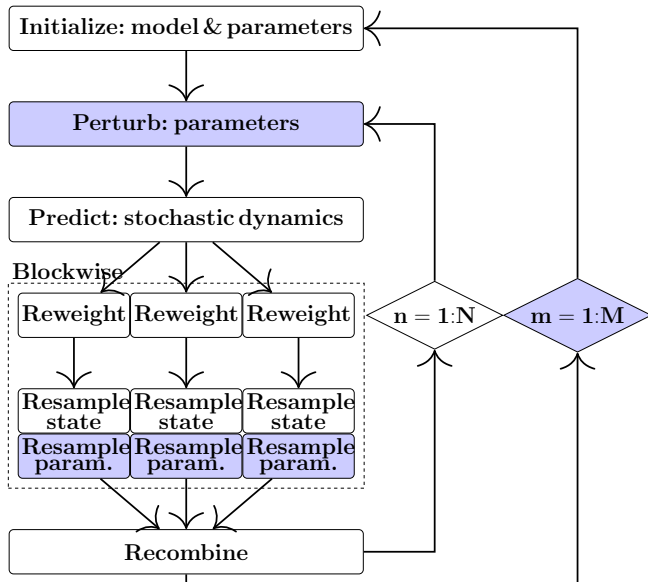 Initialize: model & parameters
Perturb: parameters
Predict: stochastic dynamics
Blockwise
Reweight Reweight Reweight
n = 1:N m = 1:M
Resample Resample Resample
state state state
Resample Resample Resample
param. param. param.
Recombine